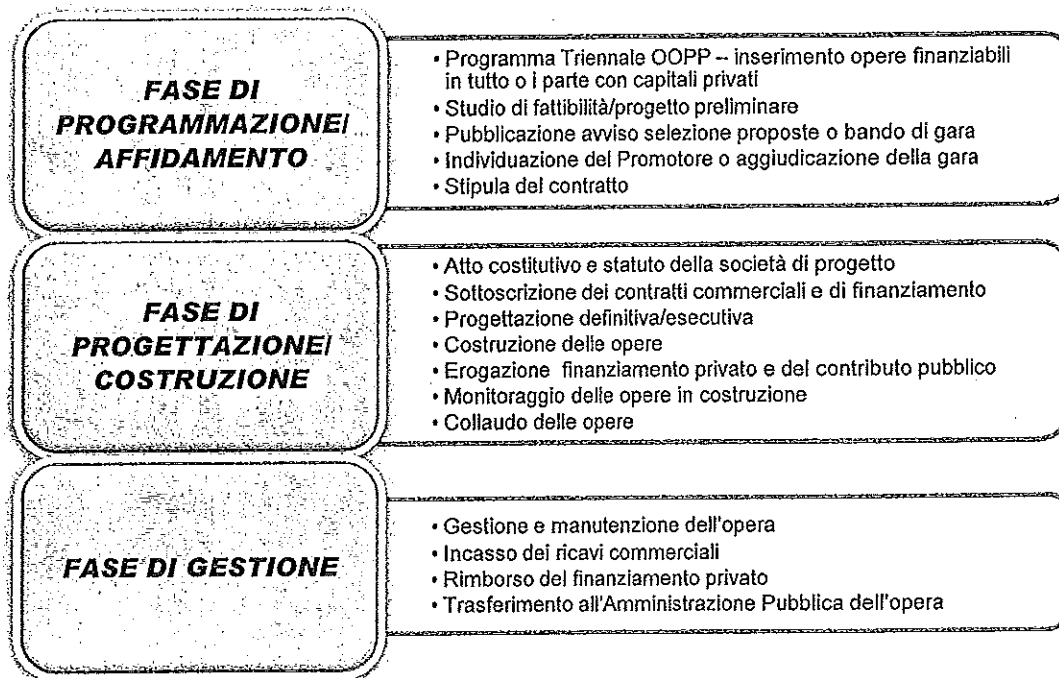 FASE DI
PROGRAMMAZIONE/
AFFIDAMENTO
• Programma Triennale OOPP – inserimento opere finanziabili
in tutto o i parte con capitali privati
• Studio di fattibilità/progetto preliminare
• Pubblicazione avviso selezione proposte o bando di gara
• Individuazione del Promotore o aggiudicazione della gara
• Stipula del contratto
FASE DI
PROGETTAZIONE/
COSTRUZIONE
• Atto costitutivo e statuto della società di progetto
• Sottoscrizione dei contratti commerciali e di finanziamento
• Progettazione definitiva/esecutiva
• Costruzione delle opere
• Erogazione finanziamento privato e del contributo pubblico
• Monitoraggio delle opere in costruzione
• Collaudo delle opere
FASE DI GESTIONE
• Gestione e manutenzione dell'opera
• Incasso dei ricavi commerciali
• Rimborso del finanziamento privato
• Trasferimento all'Amministrazione Pubblica dell'opera